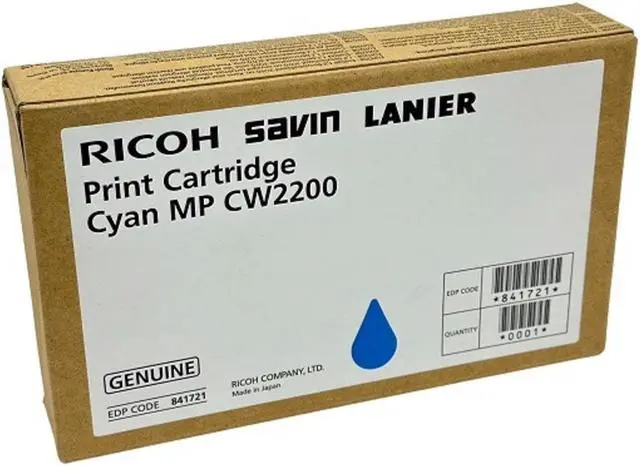 RICOH SAVIN LANIER
Print Cartridge
Cyan MP CW2200
EDP CODE
*841721*
QUANTITY
*0001*
GENUINE
EDP CODE 841721
RICOH COMPANY, LTD.
Made in Japan